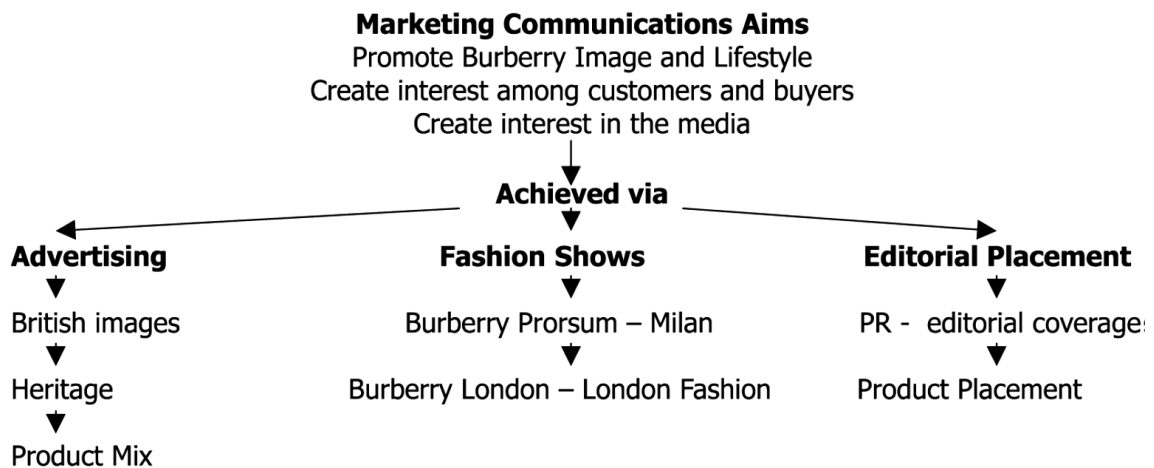 Marketing Communications Aims
Promote Burberry Image and Lifestyle
Create interest among customers and buyers
Create interest in the media
Achieved via
Advertising
Fashion Shows
Editorial Placement
British images
Burberry Prorsum – Milan
PR -  editorial coverage
Heritage
Burberry London – London Fashion
Product Placement
Product Mix